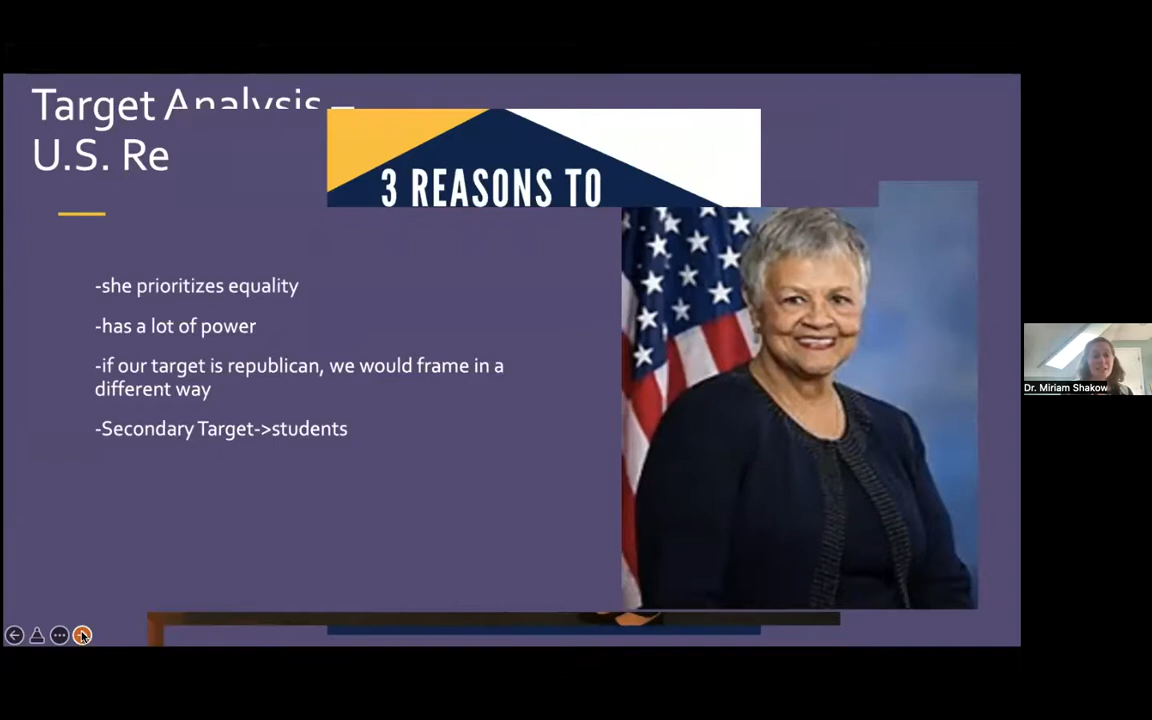 Target Analysis –
U.S. Re
3 REASONS TO
-she prioritizes equality
-has a lot of power
-if our target is republican, we would frame in a
different way
-Secondary Target->students
Dr. Miriam Shakow